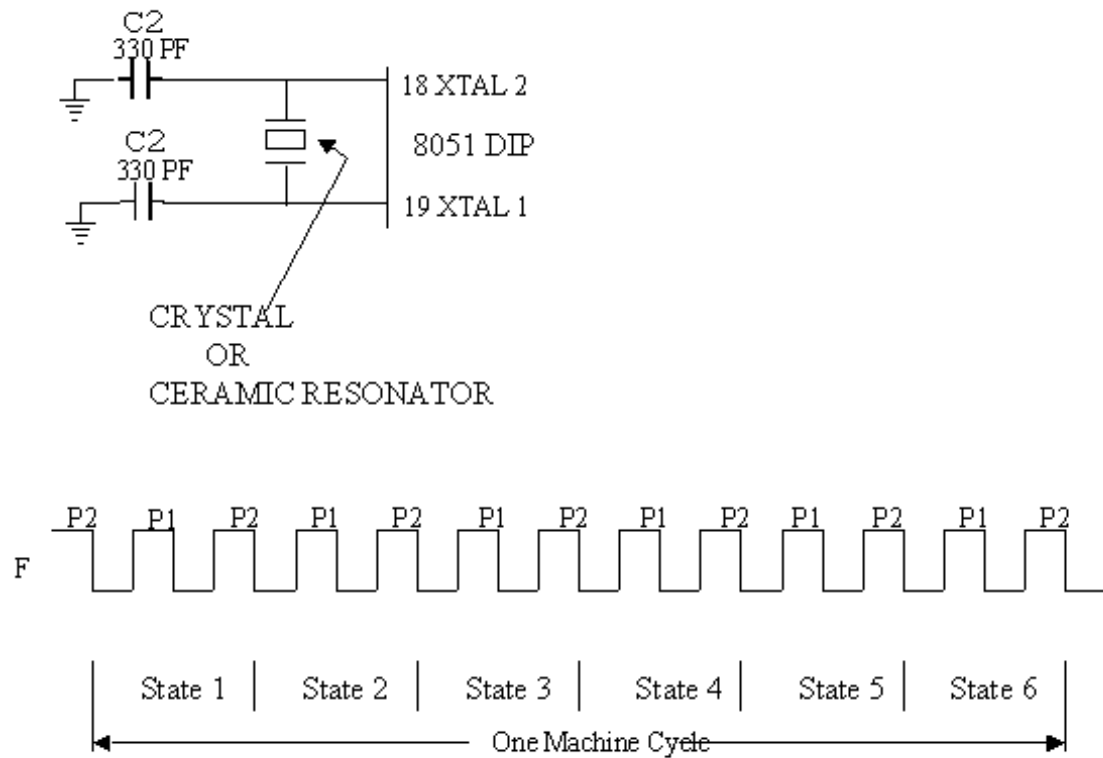 C2
330 PF
18 XTAL 2
C2
330 PF
8051 DIP
19 XTAL 1
CRYSTAL
OR
CERAMIC RESONATOR
P2 P1 P2 P1 P2 P1 P2 P1 P2 P1 P2 P1 P2
F
State 1 State 2 State 3 State 4 State 5 State 6
One Machine Cycle